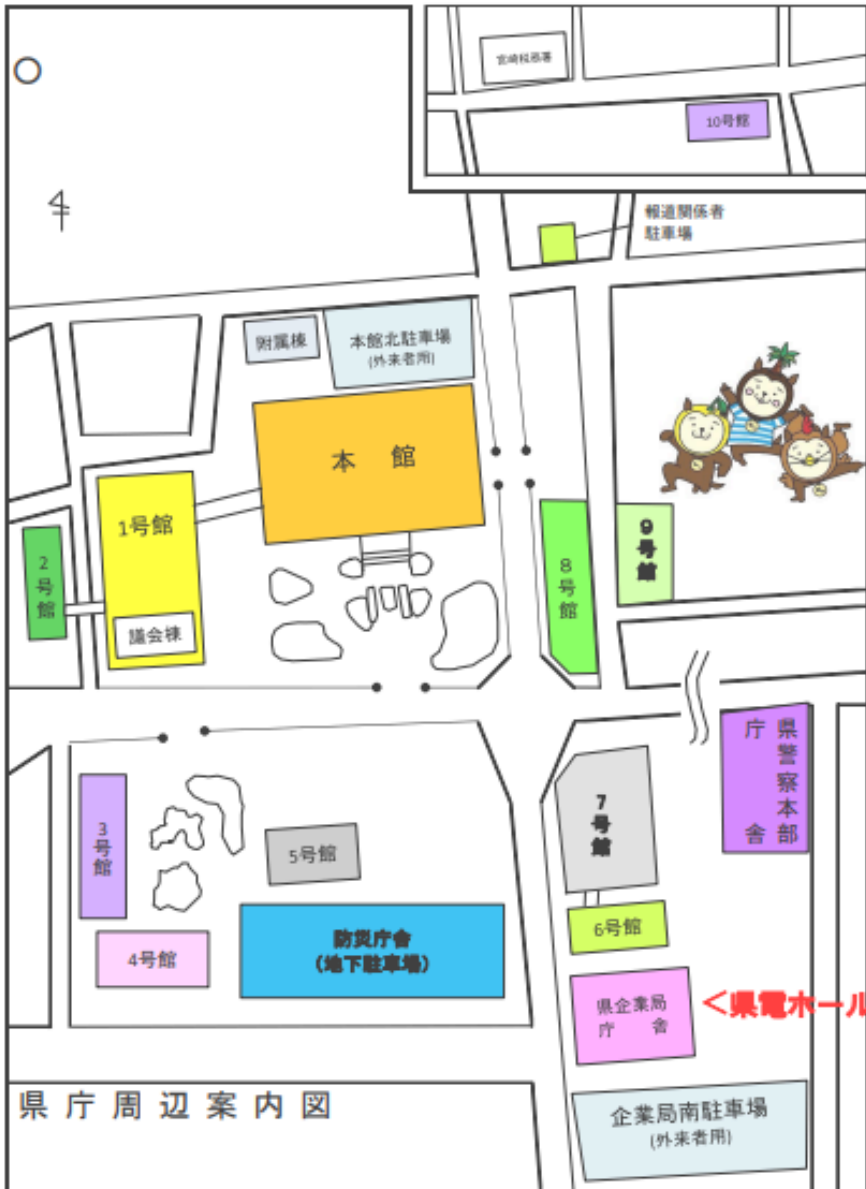 宮崎税務署
10号館
報道関係者
駐車場
附属棟
本館北駐車場
(外来者用)
本 館
1号館
2号館
議会棟
8号館
9号館
県警察本部
庁 舎
3号館
5号館
7号館
4号館
防災庁舎
（地下駐車場）
6号館
県企業局
庁 舎
＜県電ホール
県庁周辺案内図
企業局南駐車場
(外来者用)